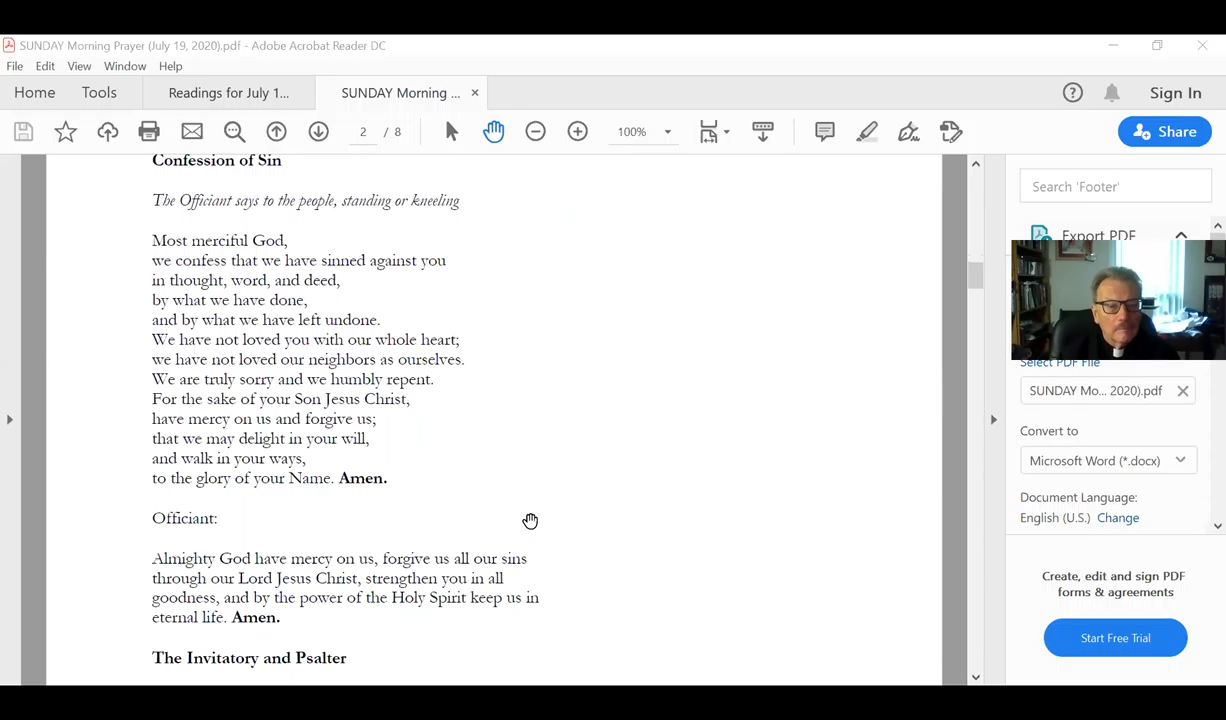 SUNDAY Morning Prayer (July 19, 2020).pdf - Adobe Acrobat Reader DC
File Edit View Window Help
Home Tools Readings for July 1... SUNDAY Morning ...
2 / 8 100% Sign In
Share
Confession of Sin
The Officiant says to the people, standing or kneeling
Most merciful God,
we confess that we have sinned against you
in thought, word, and deed,
by what we have done,
and by what we have left undone.
We have not loved you with our whole heart;
we have not loved our neighbors as ourselves.
We are truly sorry and we humbly repent.
For the sake of your Son Jesus Christ,
have mercy on us and forgive us;
that we may delight in your will,
and walk in your ways,
to the glory of your Name. Amen.
Officiant:
Almighty God have mercy on us, forgive us all our sins
through our Lord Jesus Christ, strengthen you in all
goodness, and by the power of the Holy Spirit keep us in
eternal life. Amen.
The Invitatory and Psalter
Search 'Footer'
Export PDF
Select PDF File
SUNDAY Mo... 2020).pdf
Convert to
Microsoft Word (*.docx)
Document Language:
English (U.S.) Change
Create, edit and sign PDF
forms & agreements
Start Free Trial